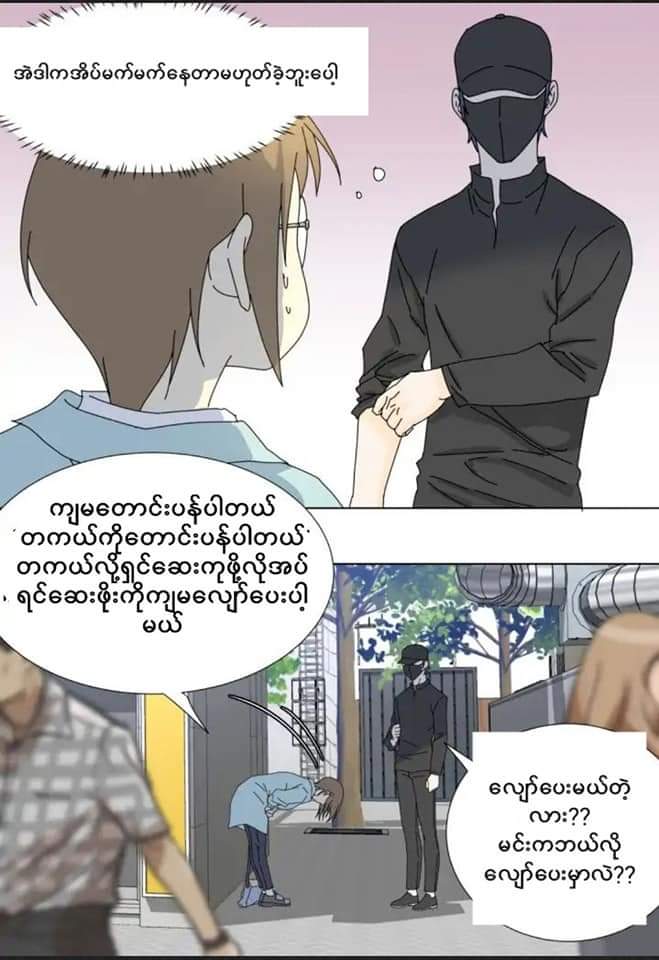 အဲဒါကအိပ်မက်မက်နေတာမဟုတ်ခဲ့ဘူးပေါ့
ကျမတောင်းပန်ပါတယ်
တကယ်ကိုတောင်းပန်ပါတယ်
တကယ်လို့ရှင်ဆေးကုဖို့လိုအပ်
ရင်ဆေးဖိုးကိုကျမလျော်ပေးပါ့
မယ်
လျော်ပေးမယ်တဲ့
လား??
မင်းကဘယ်လို
လျော်ပေးမှာလဲ??